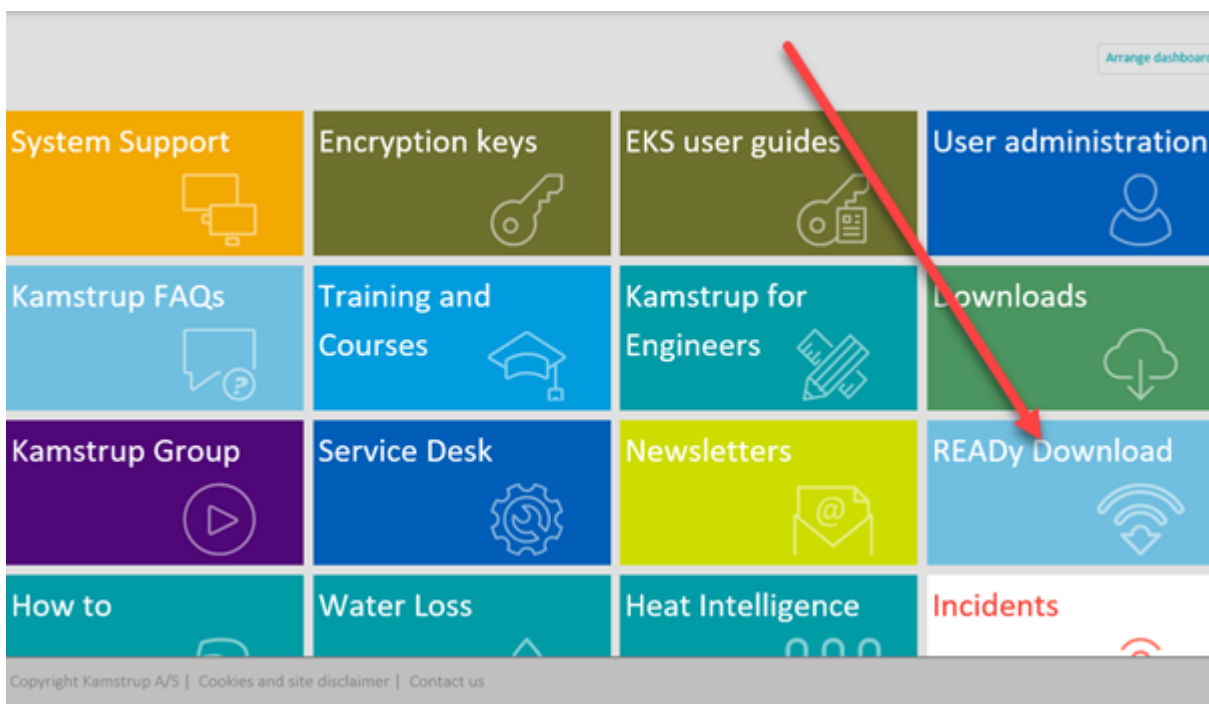 Arrange dashboard
System Support
Encryption keys
EKS user guides
User administration
Kamstrup FAQs
Training and
Courses
Kamstrup for
Engineers
Downloads
Kamstrup Group
Service Desk
Newsletters
@
READy Download
How to
Water Loss
Heat Intelligence
Incidents
Copyright Kamstrup A/S | Cookies and site disclaimer | Contact us